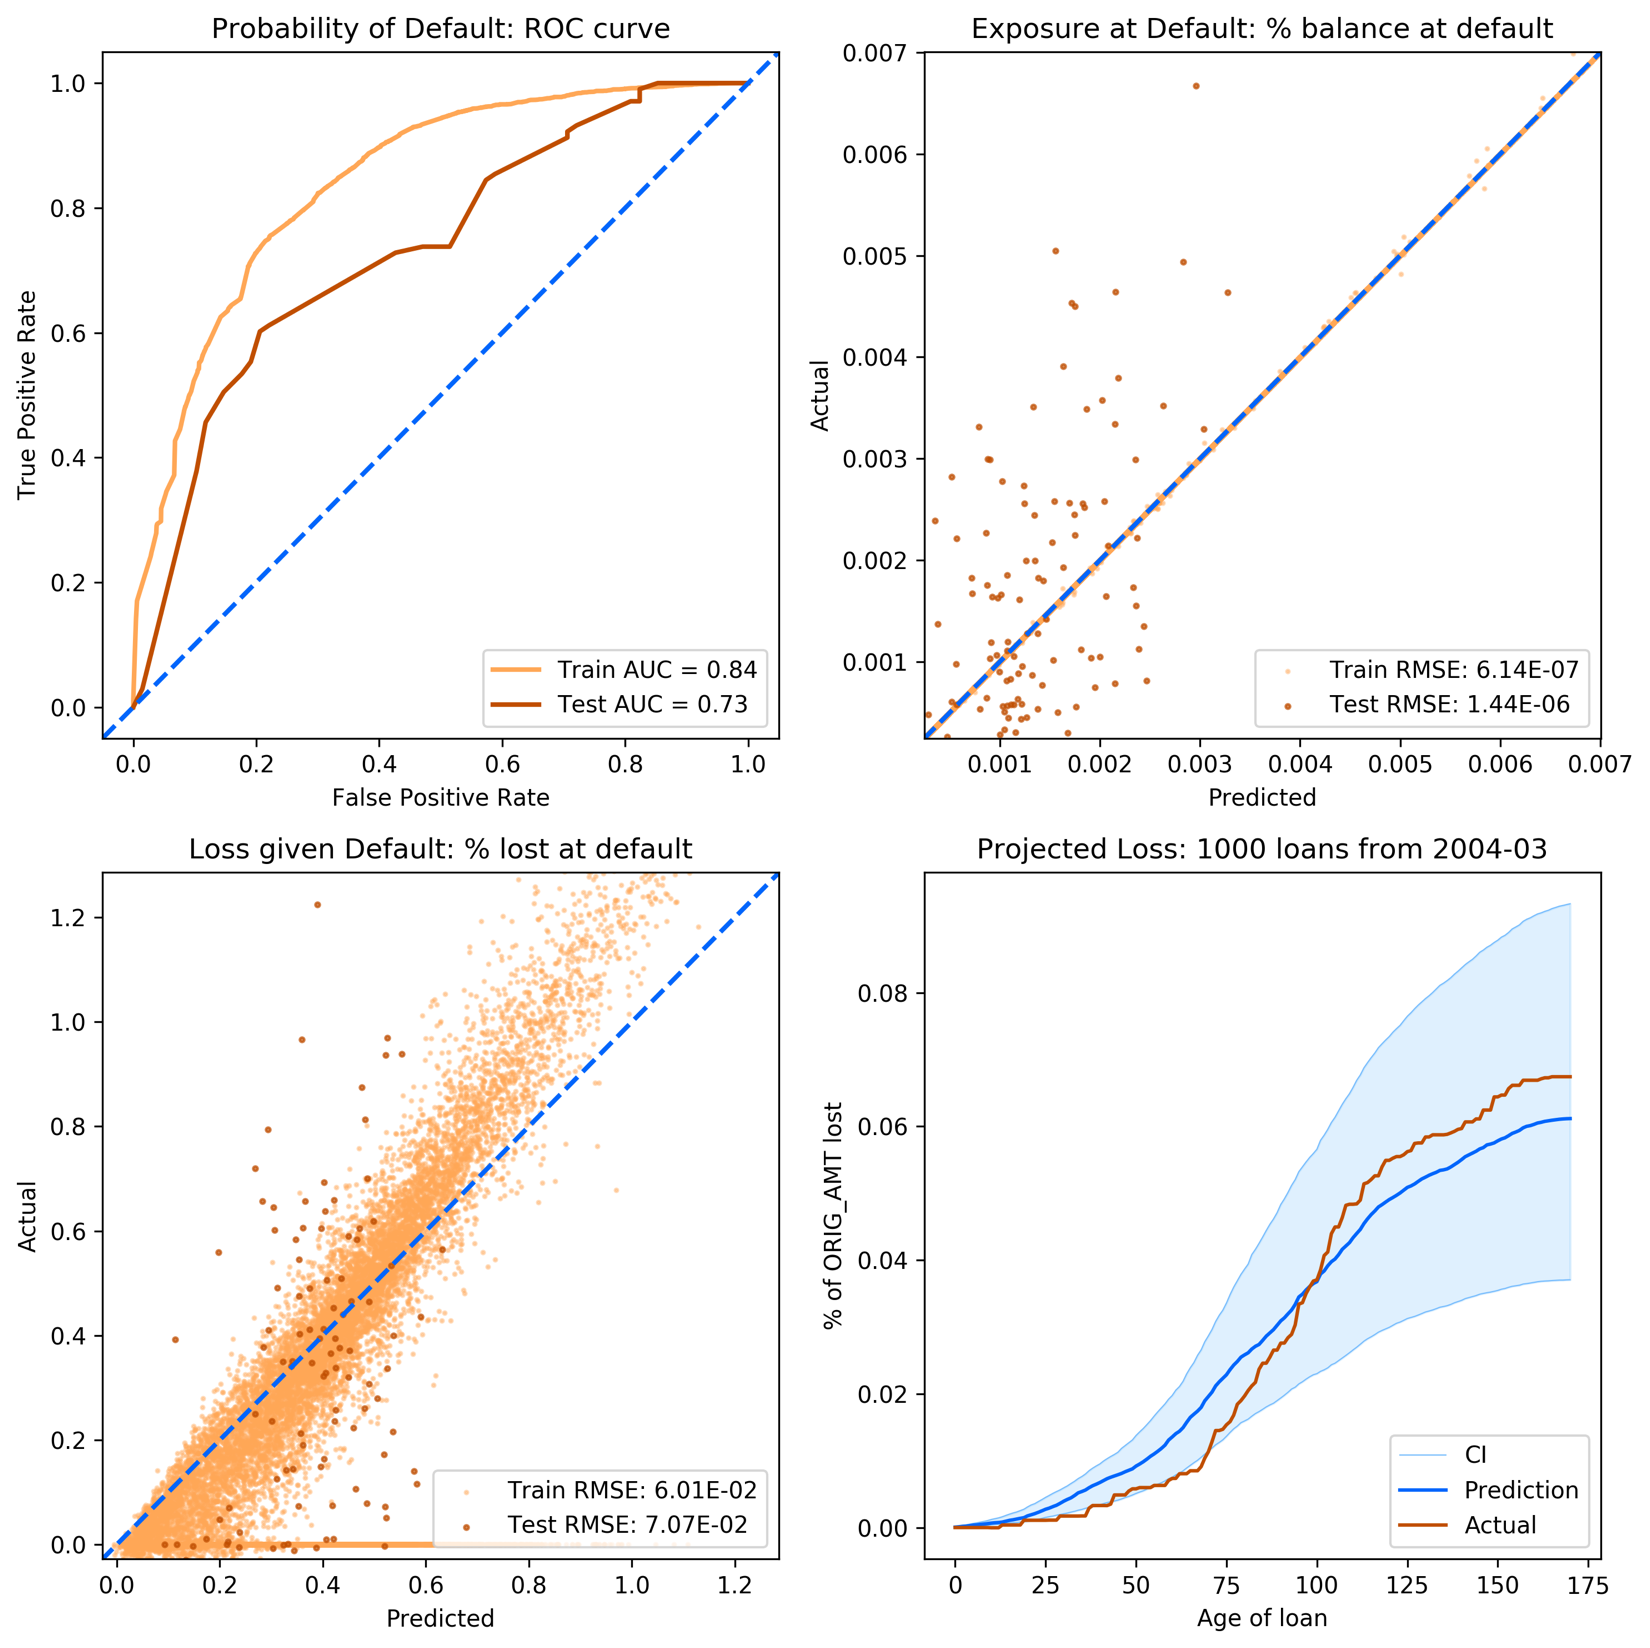 Probability of Default: ROC curve
True Positive Rate
1.0
0.8
0.6
0.4
0.2
0.0
Train AUC = 0.84
Test AUC = 0.73
0.0 0.2 0.4 0.6 0.8 1.0
False Positive Rate
Exposure at Default: % balance at default
Actual
0.007
0.006
0.005
0.004
0.003
0.002
0.001
Train RMSE: 6.14E-07
Test RMSE: 1.44E-06
0.001 0.002 0.003 0.004 0.005 0.006 0.007
Predicted
Loss given Default: % lost at default
Actual
1.2
1.0
0.8
0.6
0.4
0.2
0.0
Train RMSE: 6.01E-02
Test RMSE: 7.07E-02
0.0 0.2 0.4 0.6 0.8 1.0 1.2
Predicted
Projected Loss: 1000 loans from 2004-03
% of ORIG_AMT lost
0.08
0.06
0.04
0.02
0.00
CI
Prediction
Actual
0 25 50 75 100 125 150 175
Age of loan